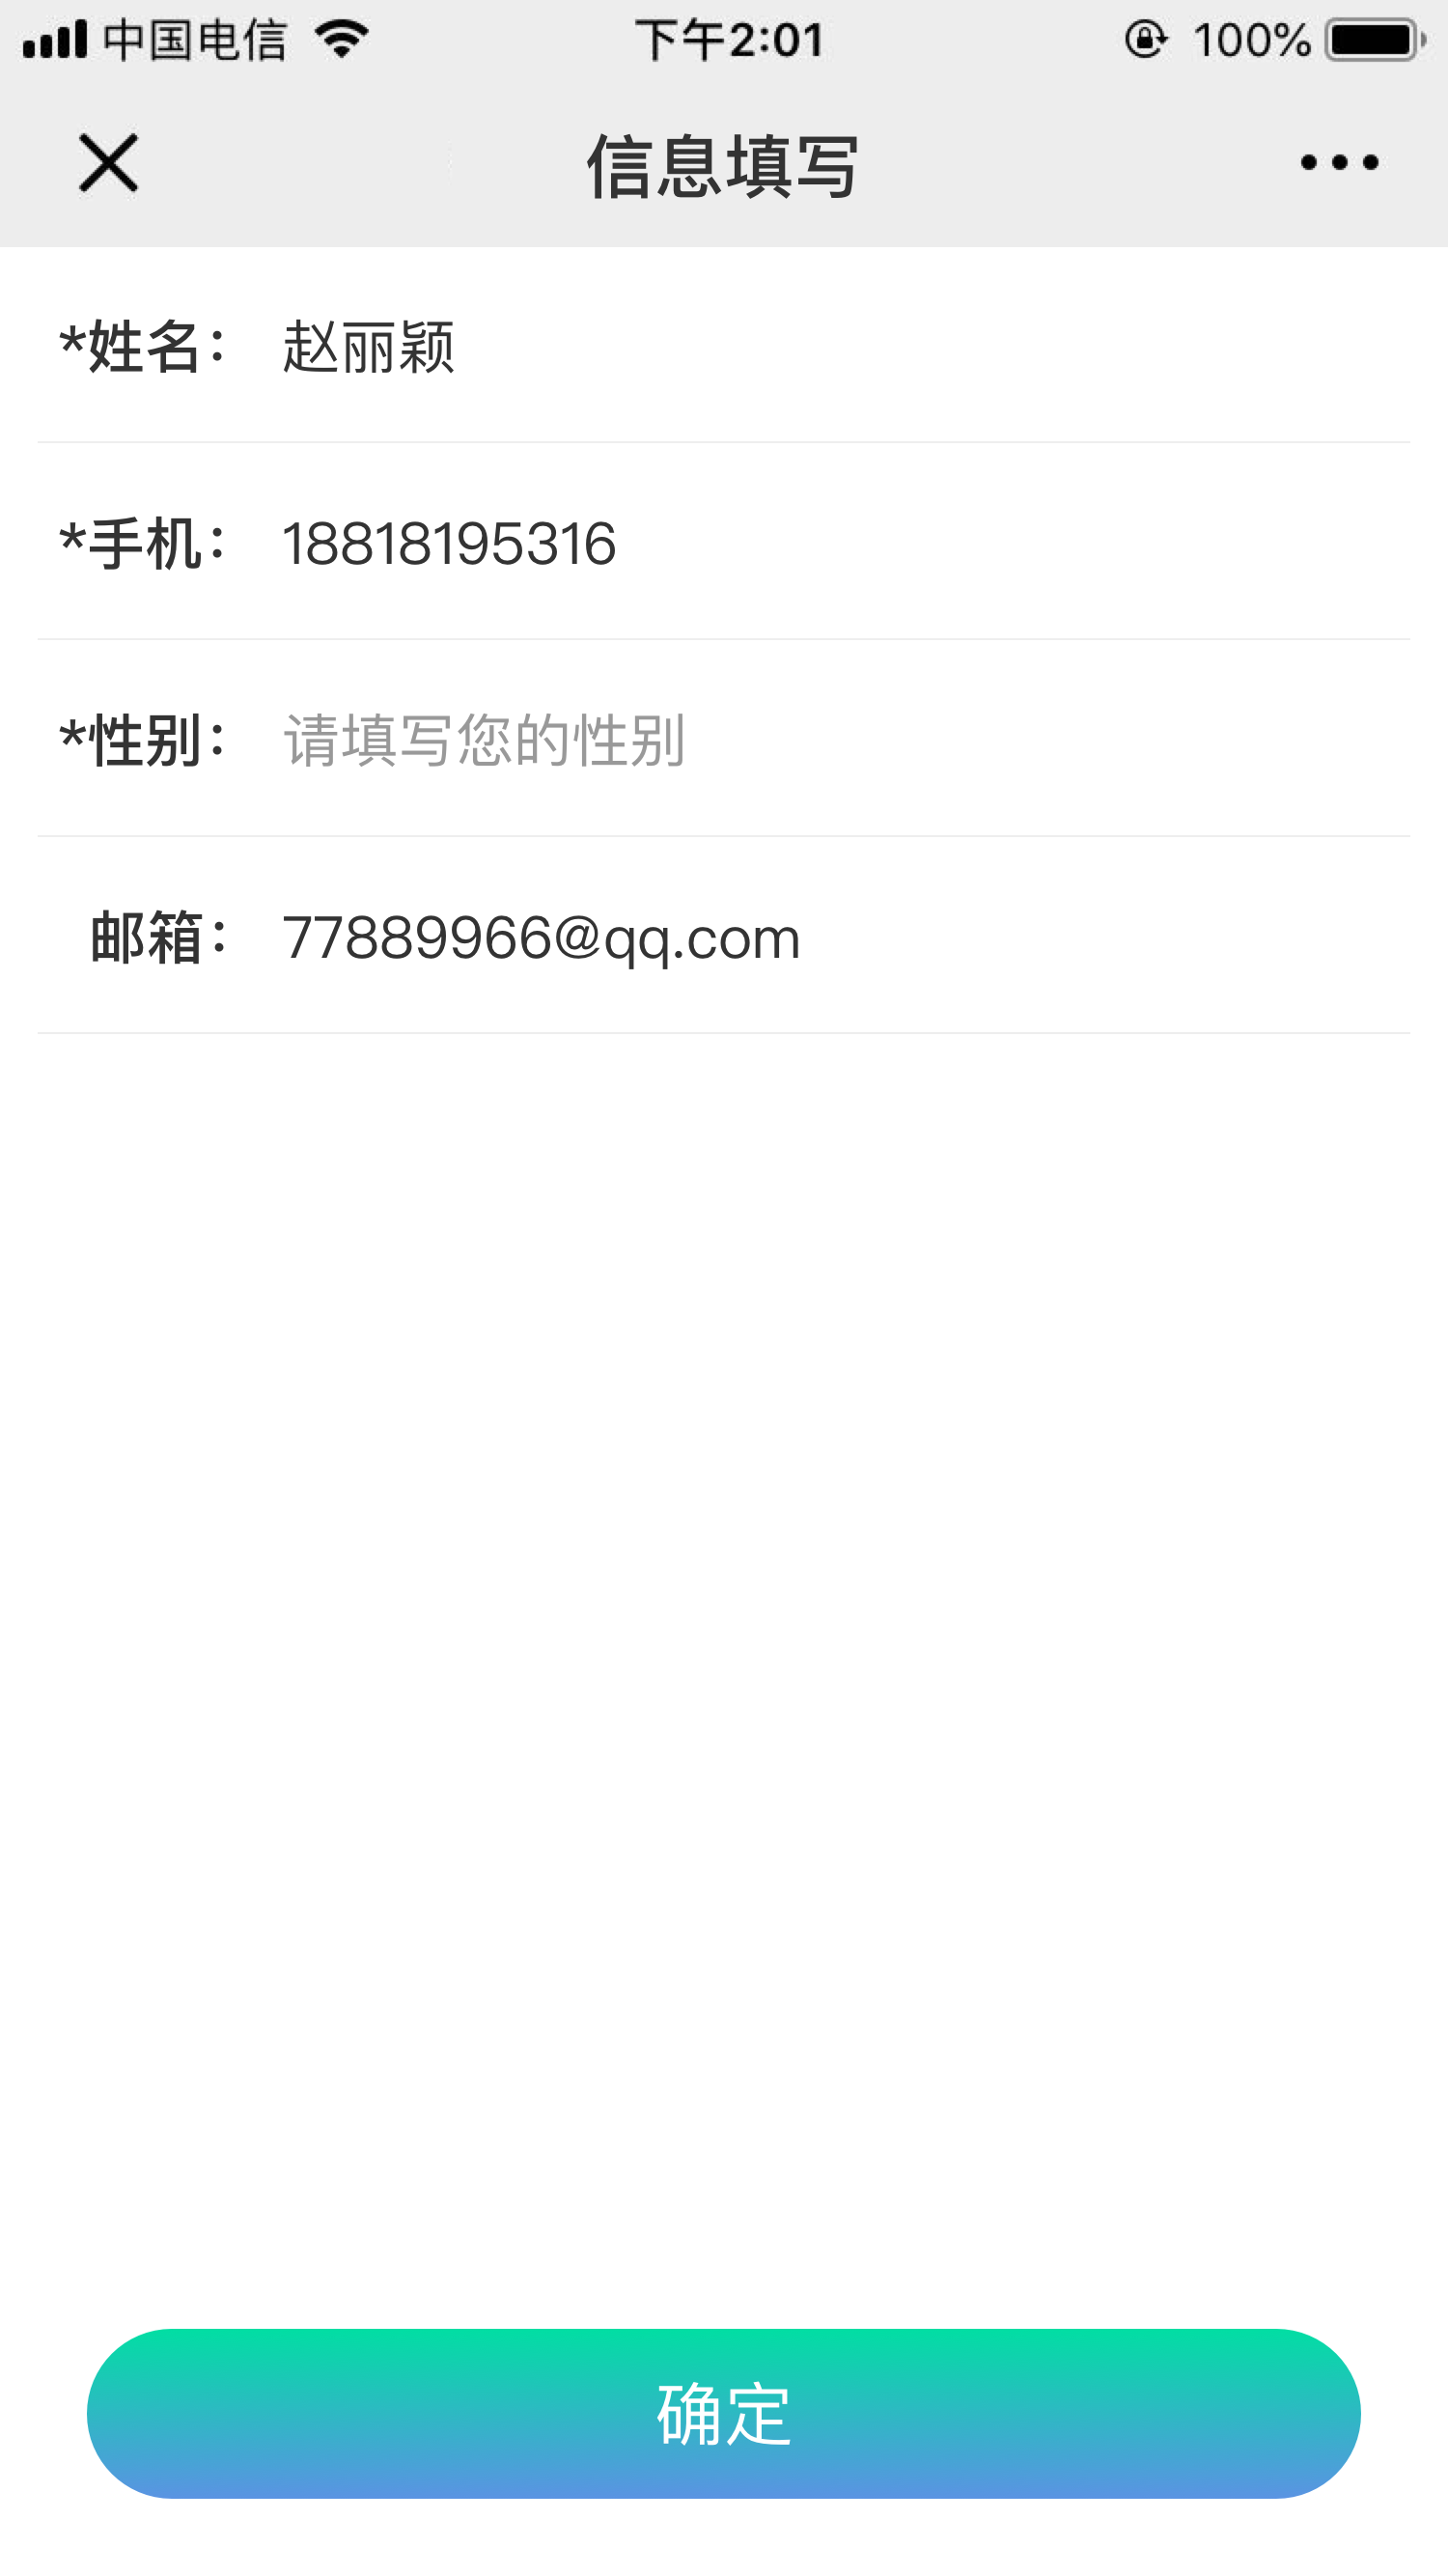 中国电信 下午2:01 100%
信息填写
*姓名： 赵丽颖
*手机： 18818195316
*性别： 请填写您的性别
邮箱： 77889966@qq.com
确定